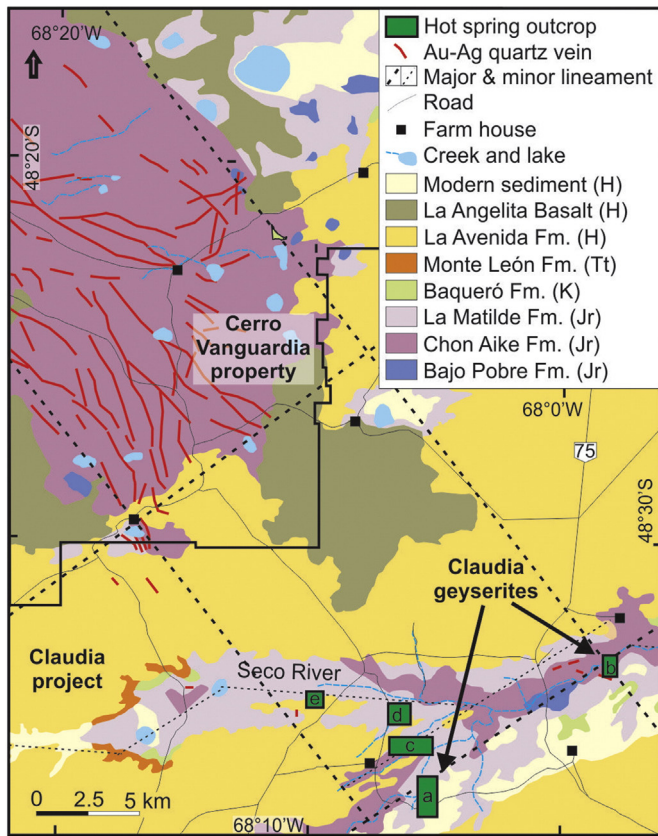 68°20'W
48°20'S
Hot spring outcrop
Au-Ag quartz vein
Major & minor lineament
Road
Farm house
Creek and lake
Modern sediment (H)
La Angelita Basalt (H)
La Avenida Fm. (H)
Monte León Fm. (Tt)
Baqueró Fm. (K)
La Matilde Fm. (Jr)
Chon Aike Fm. (Jr)
Bajo Pobre Fm. (Jr)
Cerro
Vanguardia
property
68°0'W
75
48°30'S
Claudia
geyserites
Claudia
project
Seco River
b
e
d
c
a
0 2.5 5 km
68°10'W